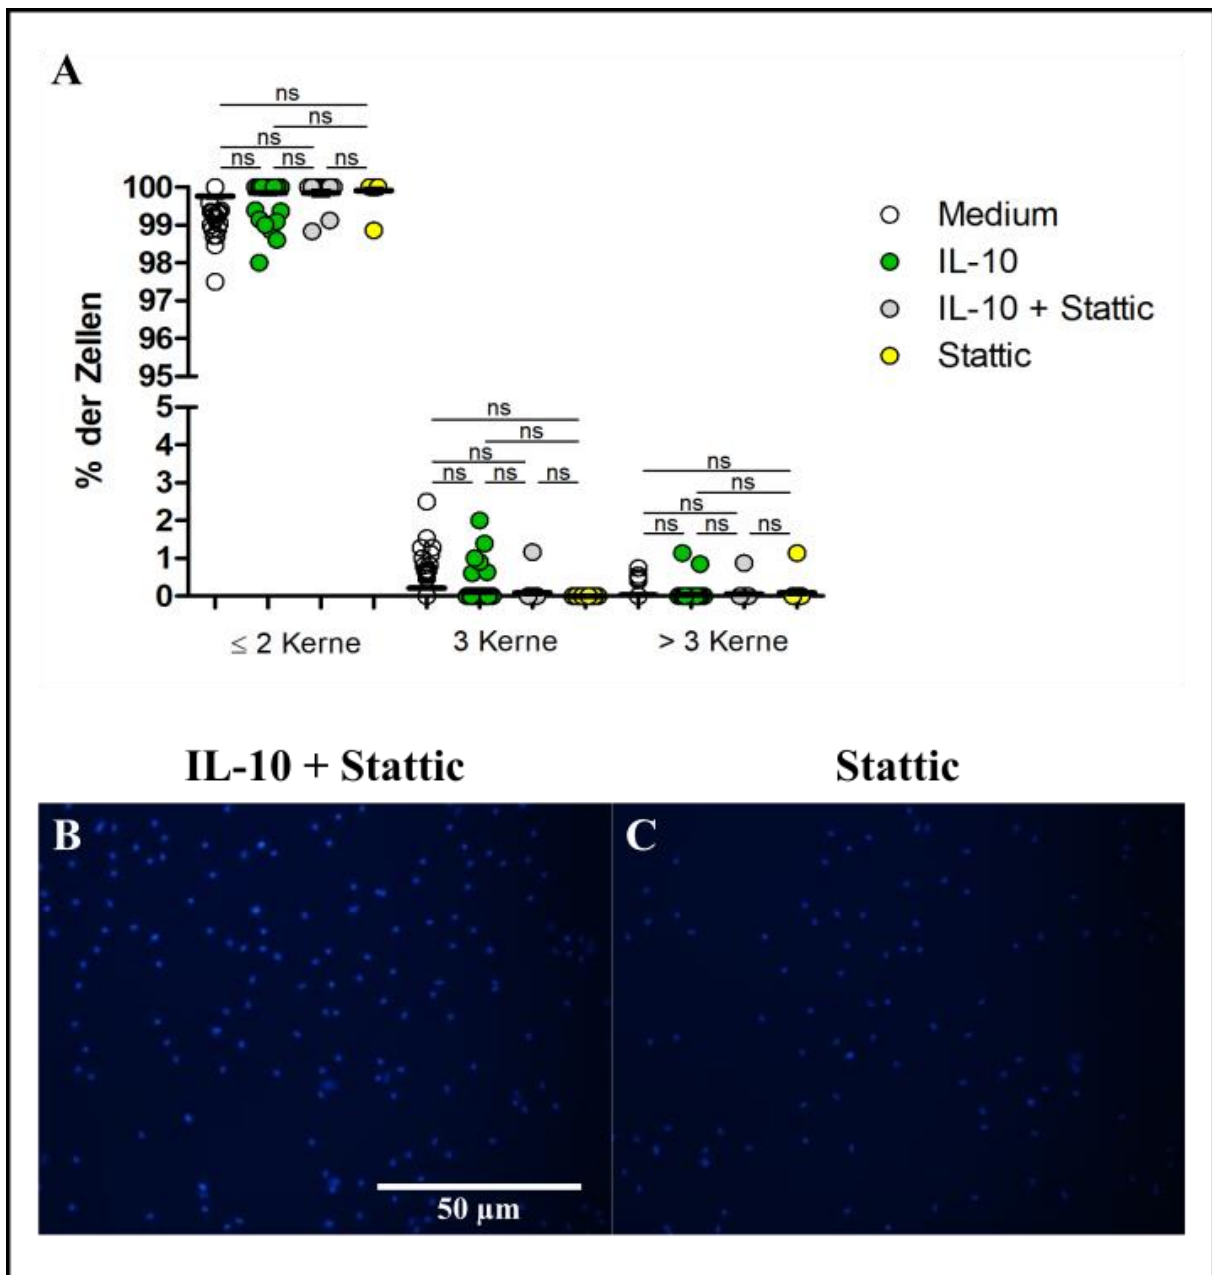 A
ns
ns
ns
ns ns ns
100
99
98
97
96
95
5
4
3
2
1
0
% der Zellen
Medium
IL-10
IL-10 + Stattic
Stattic
ns
ns
ns
ns ns ns
ns
ns
ns
ns ns ns
≤ 2 Kerne 3 Kerne > 3 Kerne
IL-10 + Stattic Stattic
B C
50 µm